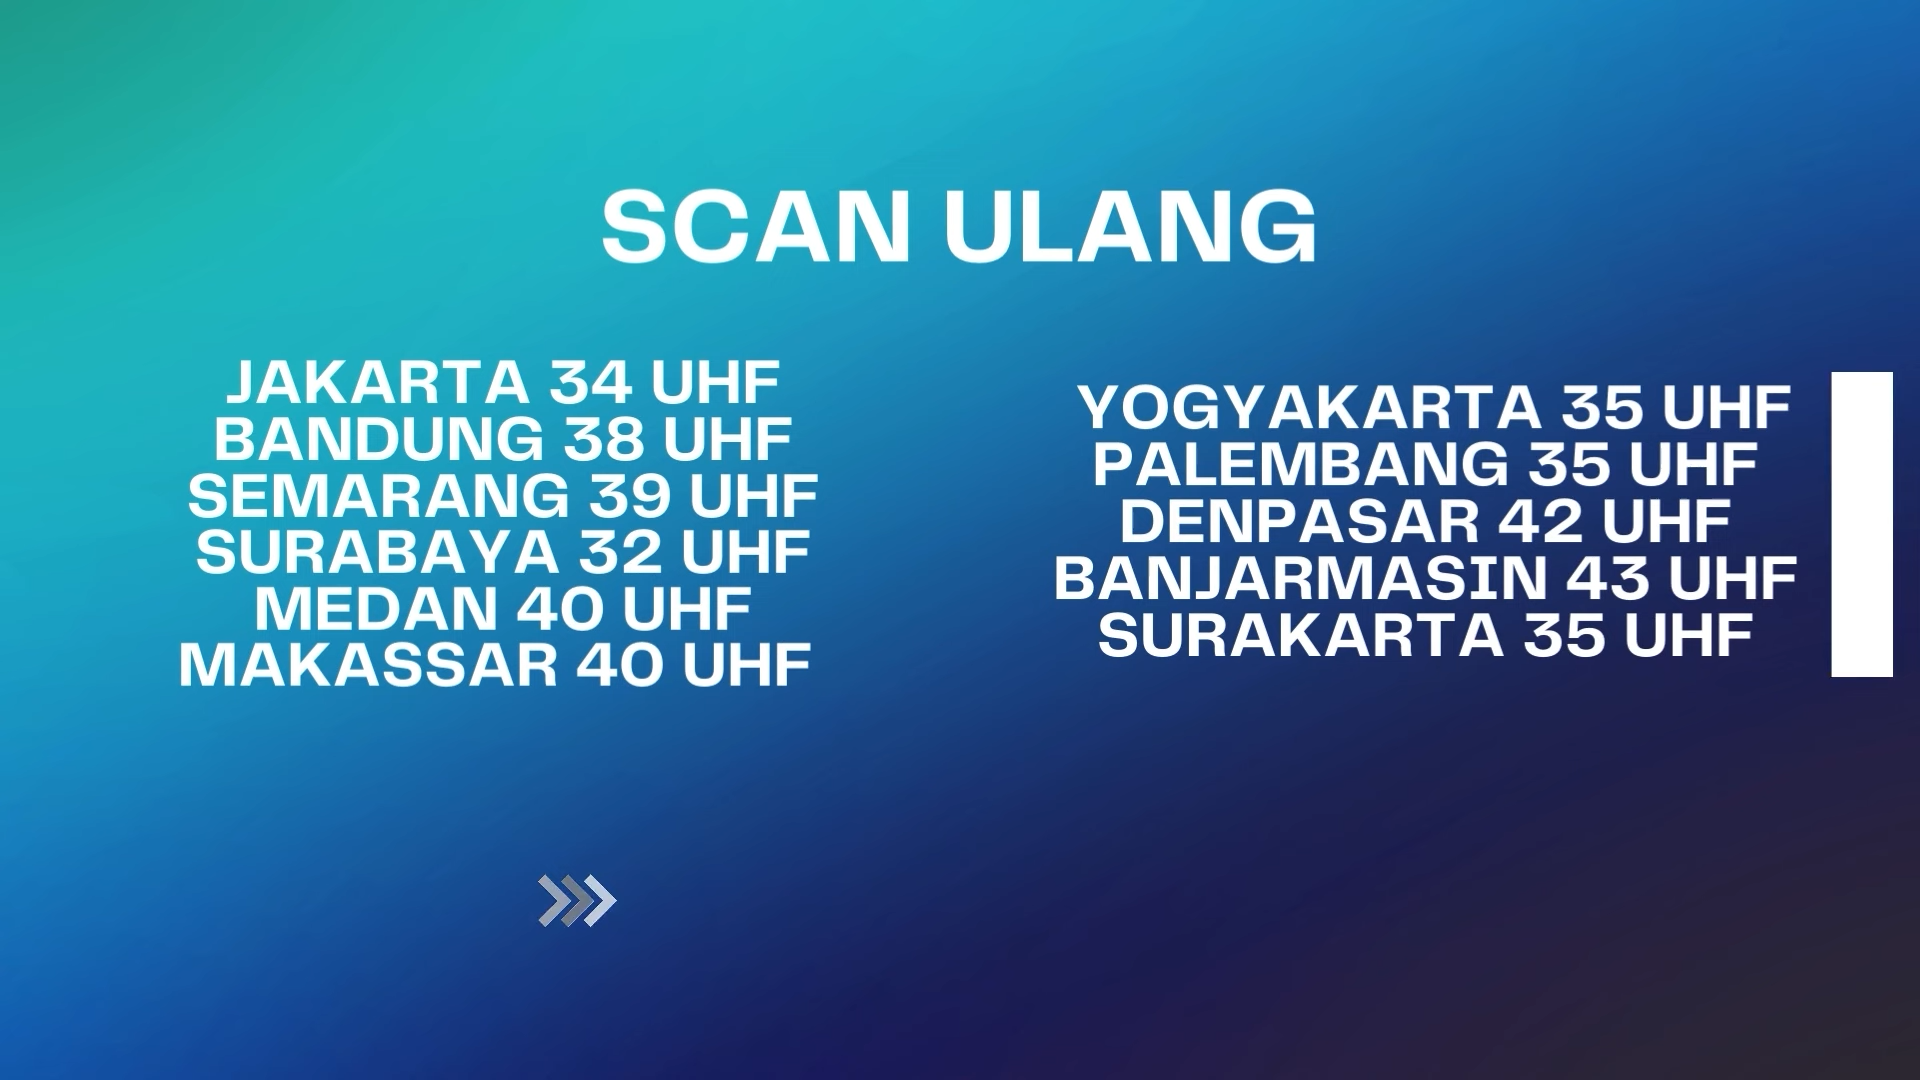 SCAN ULANG
JAKARTA 34 UHF
BANDUNG 38 UHF
SEMARANG 39 UHF
SURABAYA 32 UHF
MEDAN 40 UHF
MAKASSAR 40 UHF
YOGYAKARTA 35 UHF
PALEMBANG 35 UHF
DENPASAR 42 UHF
BANJARMASIN 43 UHF
SURAKARTA 35 UHF